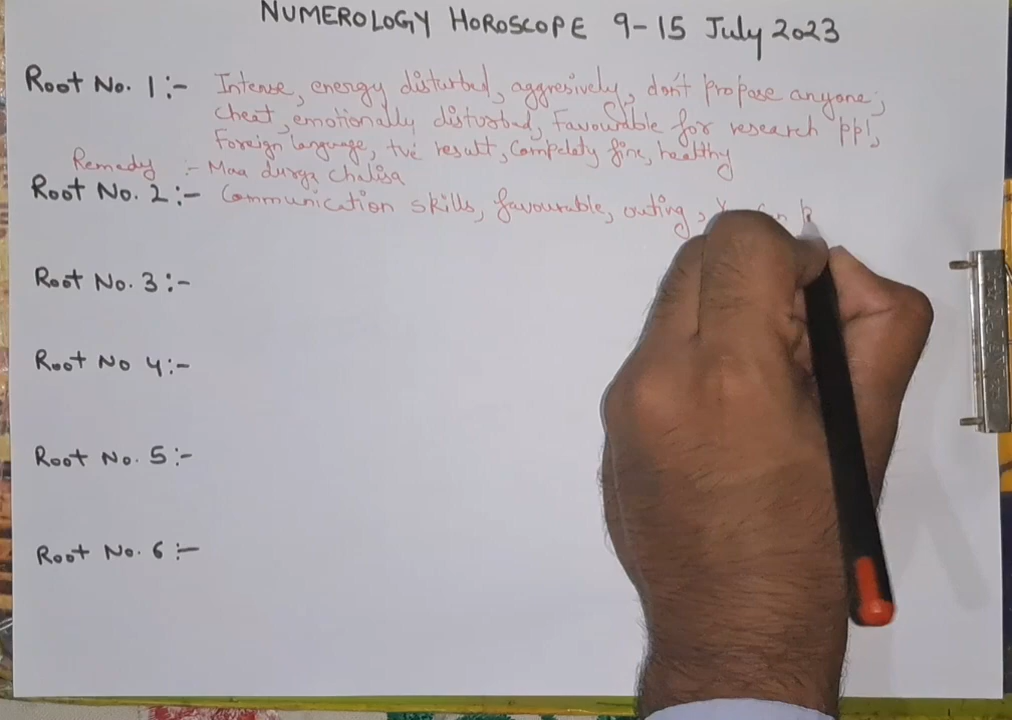 NUMEROLOGY HOROSCOPE 9-15 July 2023
Root No. 1 :- Intense, energy disturbed, aggresively, don't propose anyone,
cheat, emotionally disturbed, Favourable for research ppl,
Foreign language, +ve result, Completely fine, healthy
Remedy :- Maa durga Chalisa
Root No. 2 :- Communication skills, favourable, outing,
Root No. 3 :-
Root No 4 :-
Root No. 5 :-
Root No. 6 :-